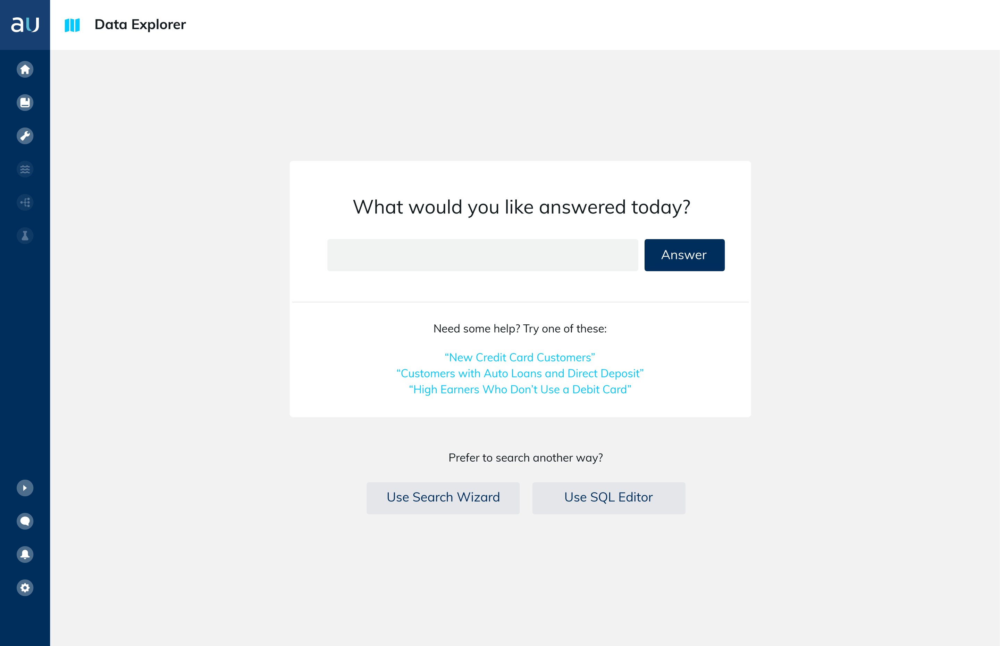 au
Data Explorer
What would you like answered today?
Answer
Need some help? Try one of these:
“New Credit Card Customers”
“Customers with Auto Loans and Direct Deposit”
“High Earners Who Don’t Use a Debit Card”
Prefer to search another way?
Use Search Wizard
Use SQL Editor